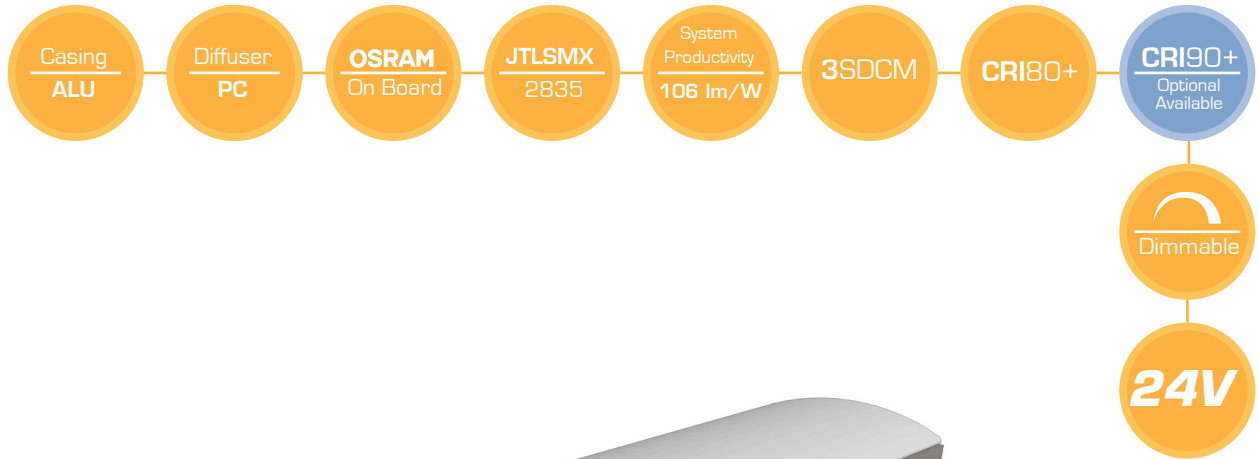 Casing
ALU
Diffuser
PC
OSRAM
On Board
JTLSMX
2835
System
Productivity
106 lm/W
3SDCM
CRI80+
CRI90+
Optional
Available
Dimmable
24V